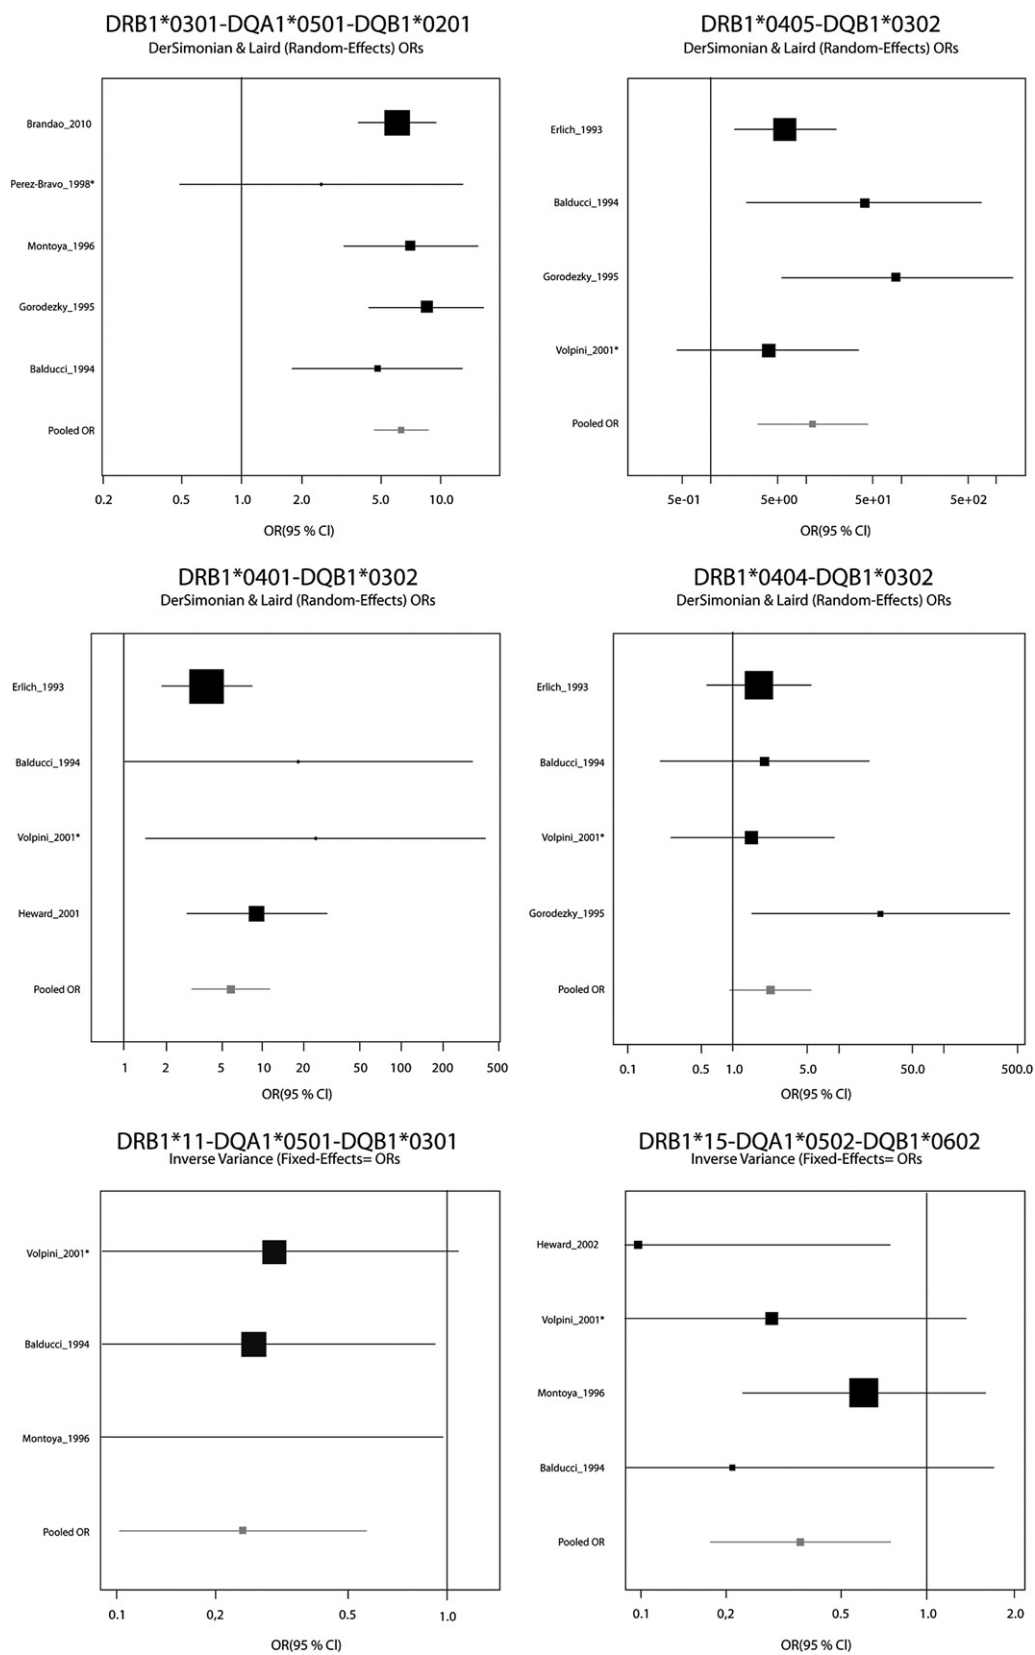 DRB1*0301-DQA1*0501-DQB1*0201
DerSimonian & Laird (Random-Effects) ORs
Brandao_2010
Perez-Bravo_1998*
Montoya_1996
Gorodezky_1995
Balducci_1994
Pooled OR
0.2 0.5 1.0 2.0 5.0 10.0
OR(95 % CI)
DRB1*0405-DQB1*0302
DerSimonian & Laird (Random-Effects) ORs
Erlich_1993
Balducci_1994
Gorodezky_1995
Volpini_2001*
Pooled OR
5e-01 5e+00 5e+01 5e+02
OR(95 % CI)
DRB1*0401-DQB1*0302
DerSimonian & Laird (Random-Effects) ORs
Erlich_1993
Balducci_1994
Volpini_2001*
Heward_2001
Pooled OR
1 2 5 10 20 50 100 200 500
OR(95 % CI)
DRB1*0404-DQB1*0302
DerSimonian & Laird (Random-Effects) ORs
Erlich_1993
Balducci_1994
Volpini_2001*
Gorodezky_1995
Pooled OR
0.1 0.5 1.0 5.0 50.0 500.0
OR(95 % CI)
DRB1*11-DQA1*0501-DQB1*0301
Inverse Variance (Fixed-Effects= ORs
Volpini_2001*
Balducci_1994
Montoya_1996
Pooled OR
0.1 0,2 0.5 1.0
OR(95 % CI)
DRB1*15-DQA1*0502-DQB1*0602
Inverse Variance (Fixed-Effects= ORs
Heward_2002
Volpini_2001*
Montoya_1996
Balducci_1994
Pooled OR
0.1 0,2 0.5 1.0 2.0
OR(95 % CI)